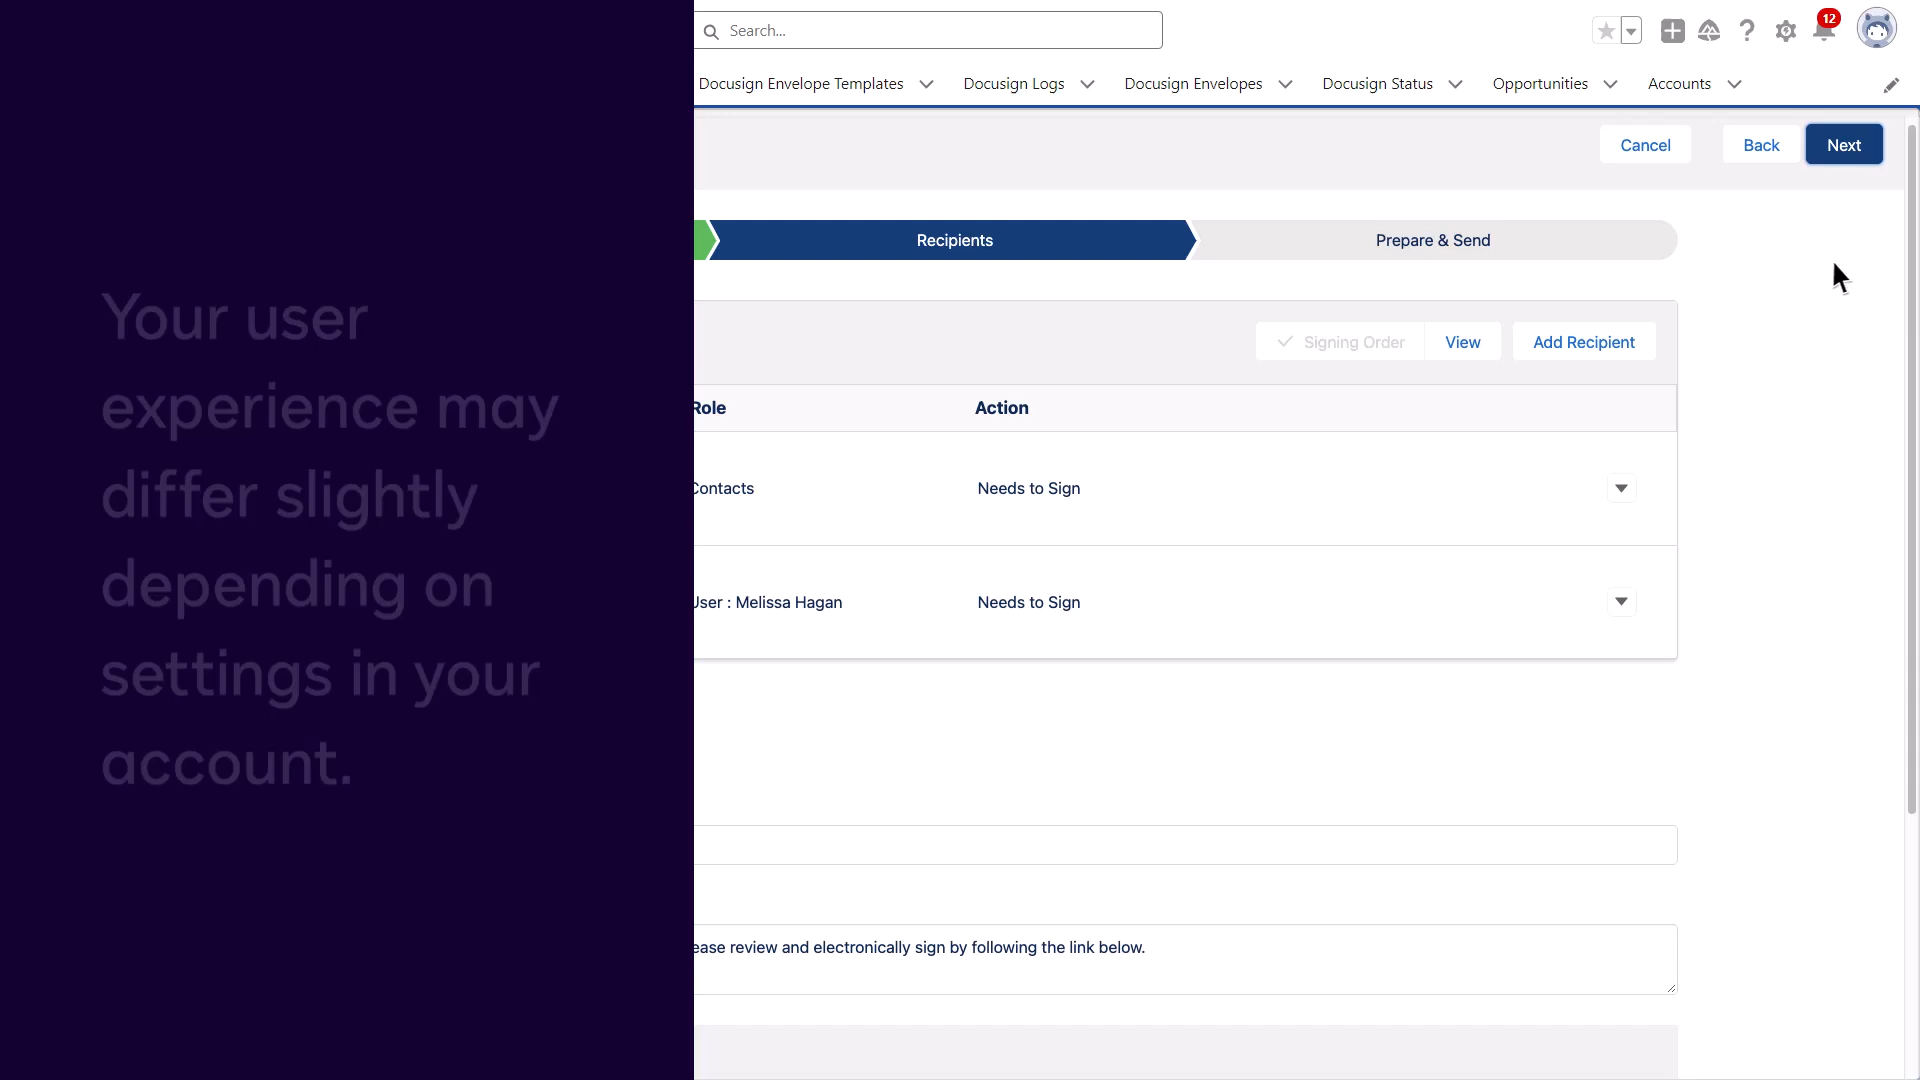 Search...
12
Docusign Envelope Templates
Docusign Logs
Docusign Envelopes
Docusign Status
Opportunities
Accounts
Cancel
Back
Next
Recipients
Prepare & Send
Signing Order
View
Add Recipient
Role
Action
Contacts
Needs to Sign
User : Melissa Hagan
Needs to Sign
review and electronically sign by following the link below.
Your user
experience may
differ slightly
depending on
settings in your
account.